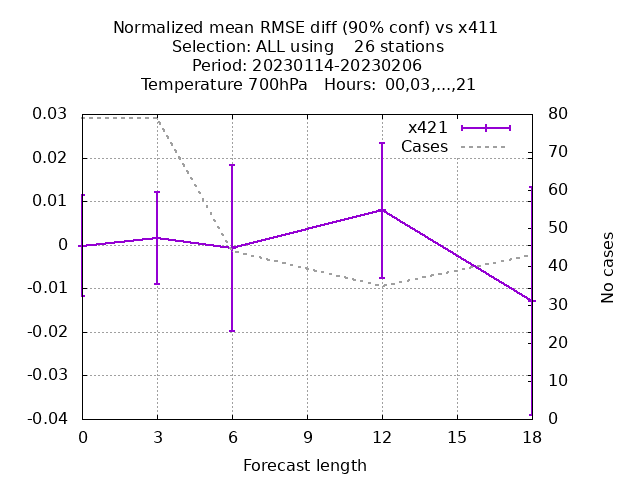 Normalized mean RMSE diff (90% conf) vs x411
Selection: ALL using    26 stations
Period: 20230114-20230206
Temperature 700hPa   Hours:  00,03,...,21
x421
Cases
0.03
0.02
0.01
0
-0.01
-0.02
-0.03
-0.04
80
70
60
50
40
30
20
10
0
No cases
0 3 6 9 12 15 18
Forecast length